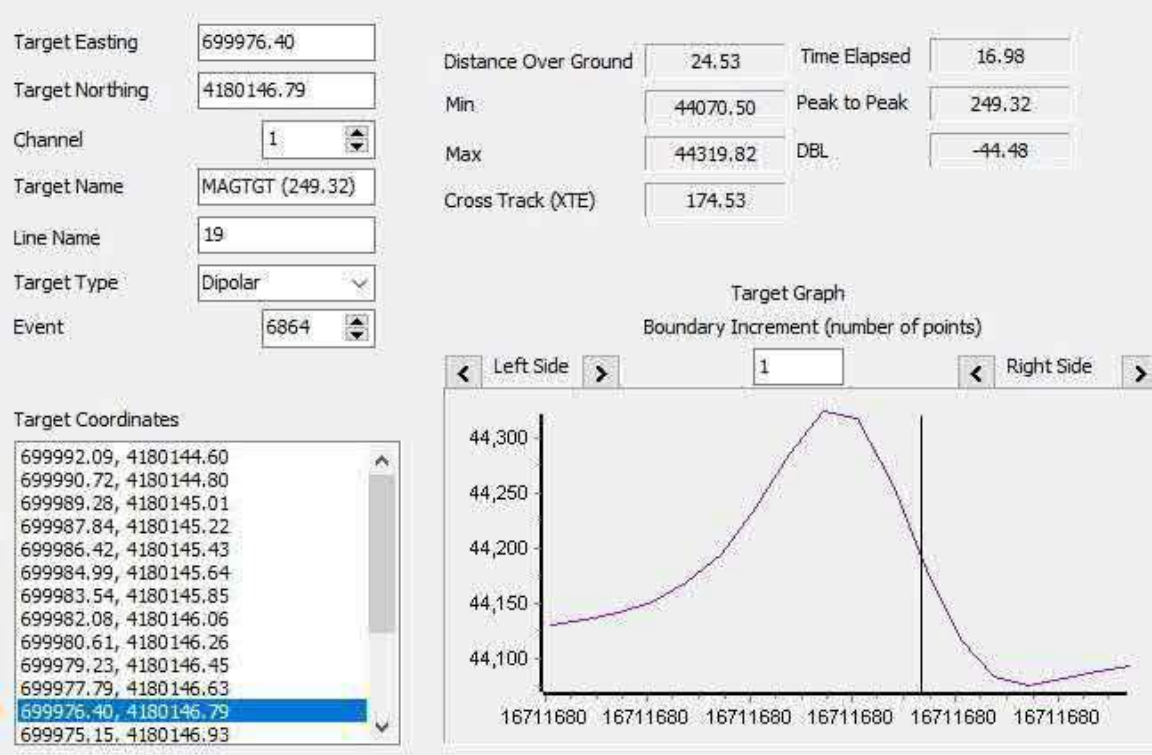 Target Easting 699976.40
Target Northing 4180146.79
Channel 1
Target Name MAGTGT (249.32)
Line Name 19
Target Type Dipolar
Event 6864
Distance Over Ground 24.53 Time Elapsed 16.98
Min 44070.50 Peak to Peak 249.32
Max 44319.82 DBL -44.48
Cross Track (XTE) 174.53
Target Graph
Boundary Increment (number of points)
< Left Side > 1 < Right Side >
Target Coordinates
699992.09, 4180144.60
699990.72, 4180144.80
699989.28, 4180145.01
699987.84, 4180145.22
699986.42, 4180145.43
699984.99, 4180145.64
699983.54, 4180145.85
699982.08, 4180146.06
699980.61, 4180146.26
699979.23, 4180146.45
699977.79, 4180146.63
699976.40, 4180146.79
699975.15, 4180146.93
44,300
44,250
44,200
44,150
44,100
16711680 16711680 16711680 16711680 16711680 16711680